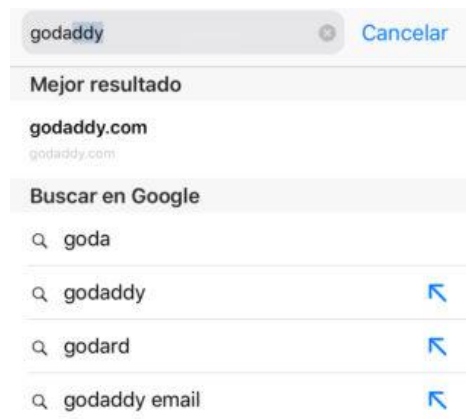 godaddy Cancelar
Mejor resultado
godaddy.com
godaddy.com
Buscar en Google
goda
godaddy
godard
godaddy email